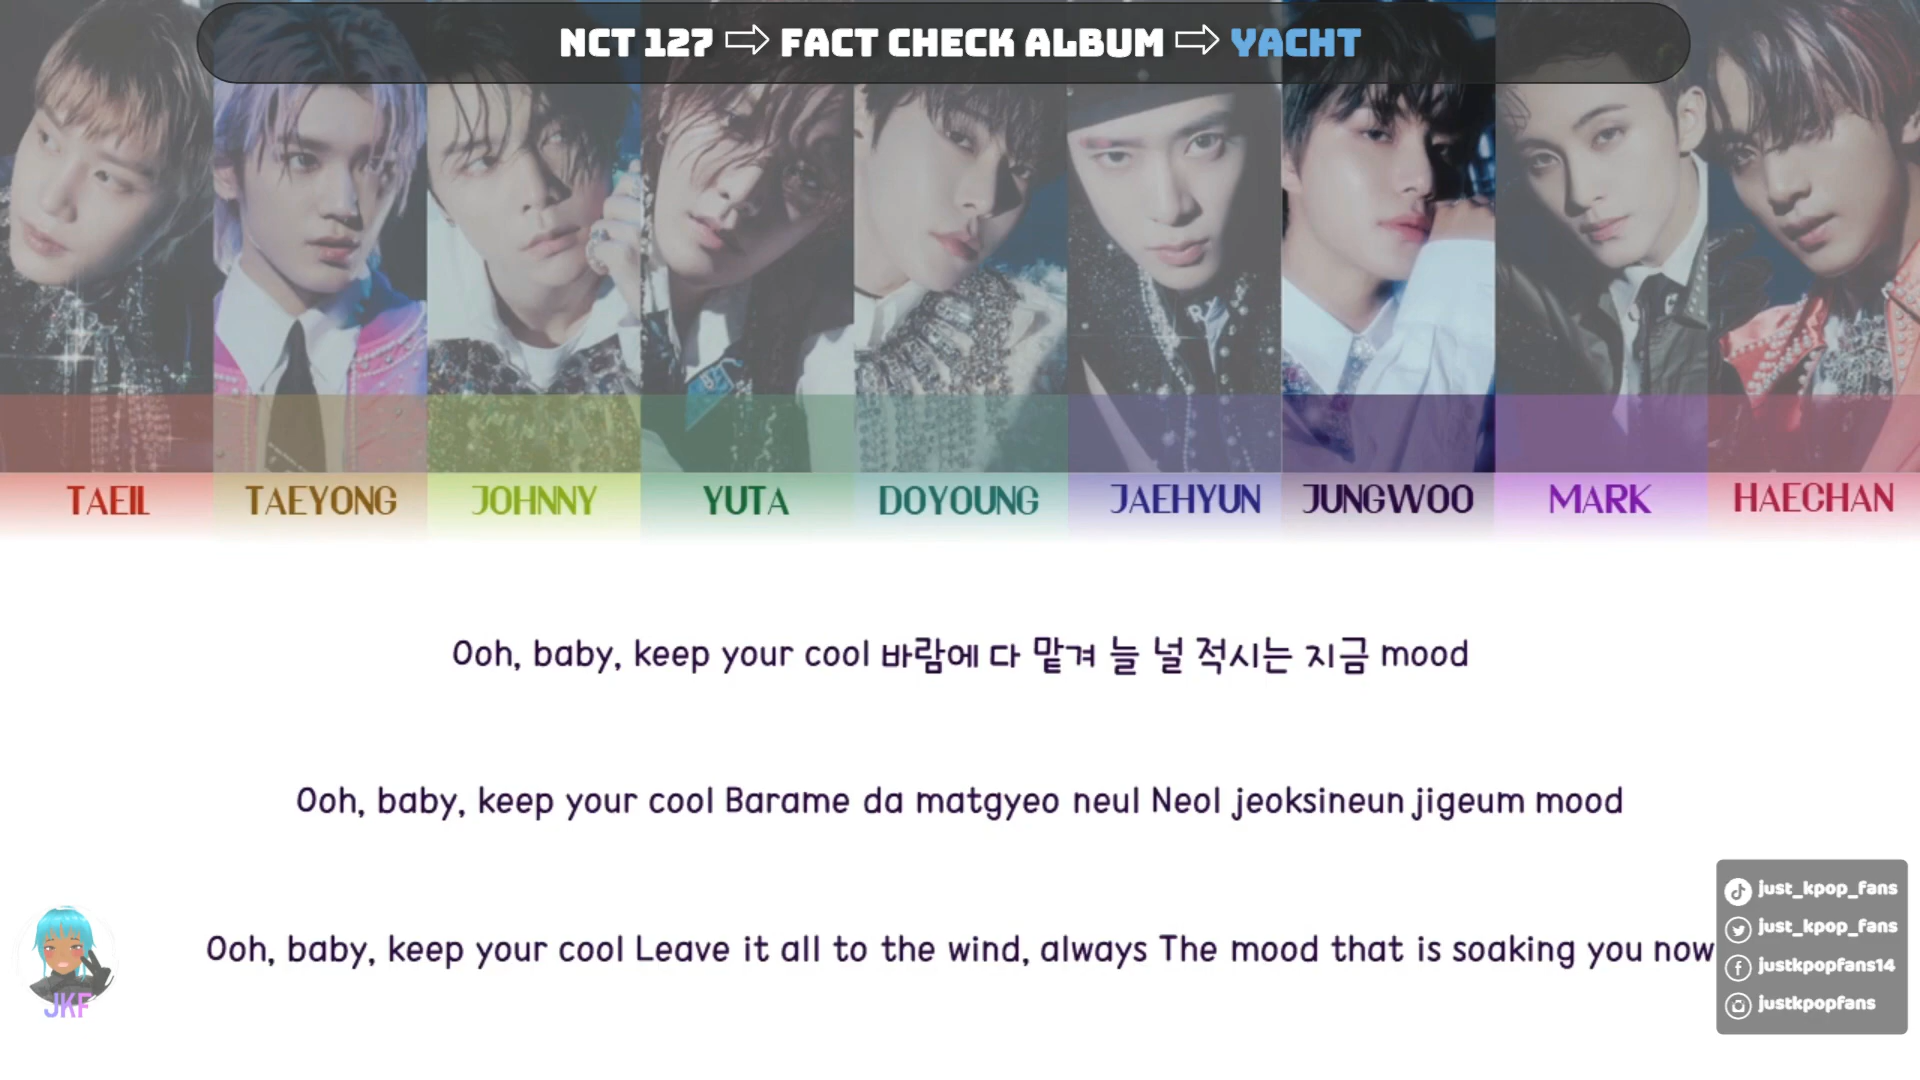 NCT 127 ⇨ FACT CHECK ALBUM ⇨ YACHT
TAEIL
TAEYONG
JOHNNY
YUTA
DOYOUNG
JAEHYUN
JUNGWOO
MARK
HAECHAN
Ooh, baby, keep your cool 바람에 다 맡겨 늘 널 적시는 지금 mood
Ooh, baby, keep your cool Barame da matgyeo neul Neol jeoksineun jigeum mood
Ooh, baby, keep your cool Leave it all to the wind, always The mood that is soaking you now
just_kpop_fans
just_kpop_fans
justkpopfans14
justkpopfans
JKF